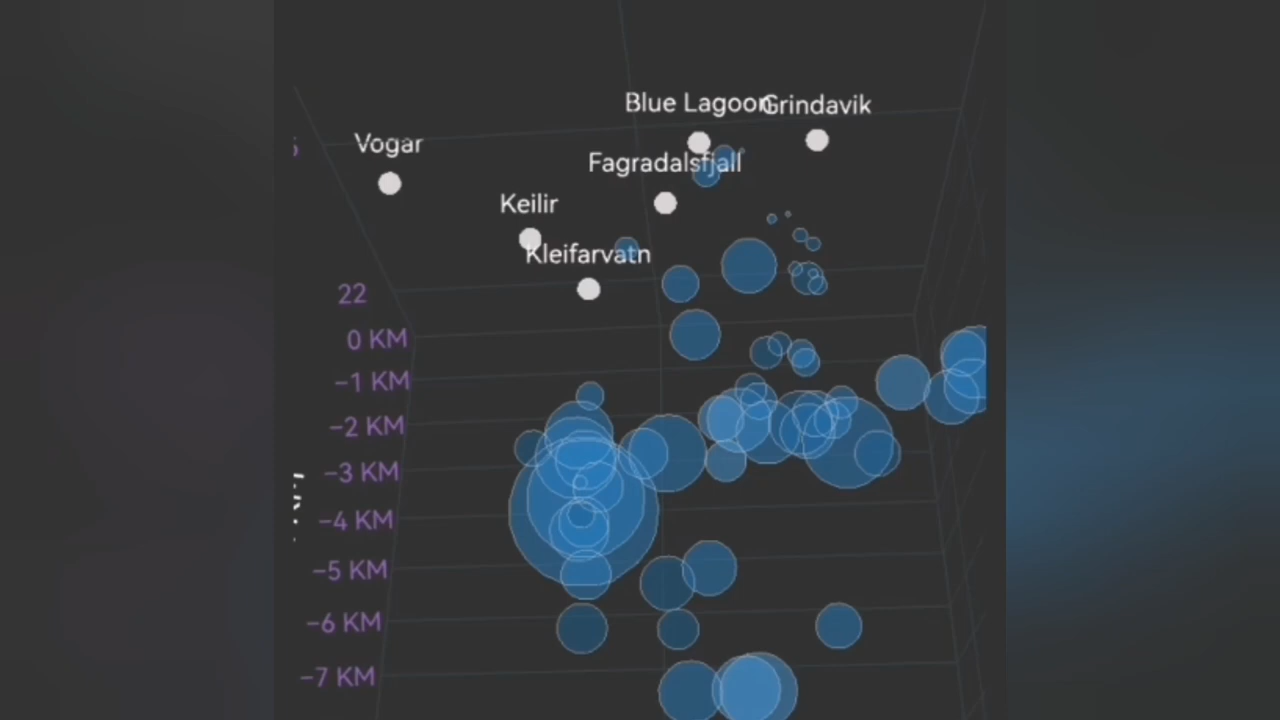 Blue Lagoon
Grindavik
Vogar
Fagradalsfjall
Keilir
Kleifarvatn
22
0 KM
−1 KM
−2 KM
−3 KM
−4 KM
−5 KM
−6 KM
−7 KM